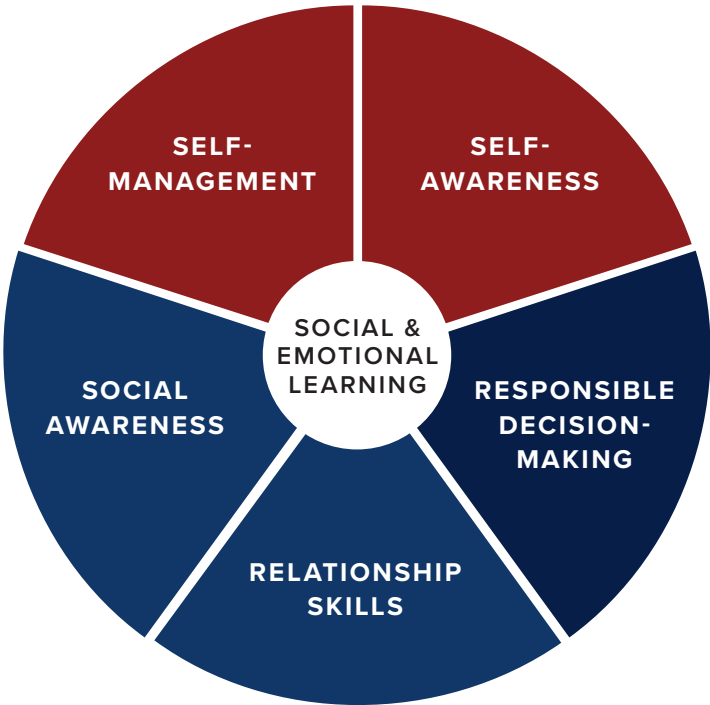 SELF-
MANAGEMENT
SELF-
AWARENESS
SOCIAL &
EMOTIONAL
LEARNING
SOCIAL
AWARENESS
RESPONSIBLE
DECISION-
MAKING
RELATIONSHIP
SKILLS